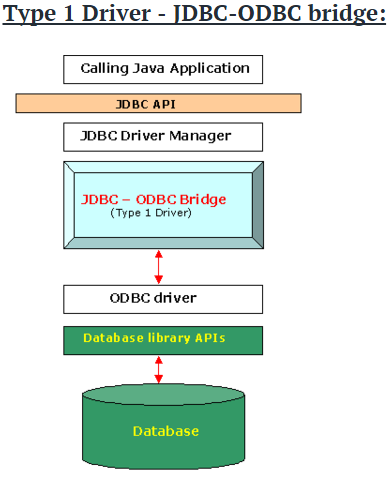 Type 1 Driver - JDBC-ODBC bridge:
Calling Java Application
JDBC API
JDBC Driver Manager
JDBC – ODBC Bridge
(Type 1 Driver)
ODBC driver
Database library APIs
Database